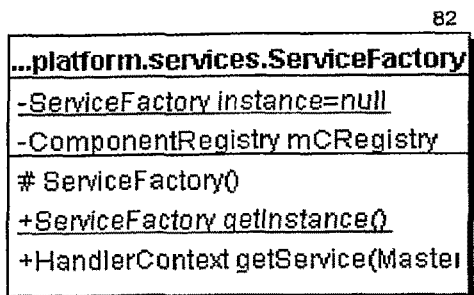 82
...platform.services.ServiceFactory
-ServiceFactory instance=null
-ComponentRegistry mCRegistry
# ServiceFactory()
+ServiceFactory getInstance()
+HandlerContext getService(Master